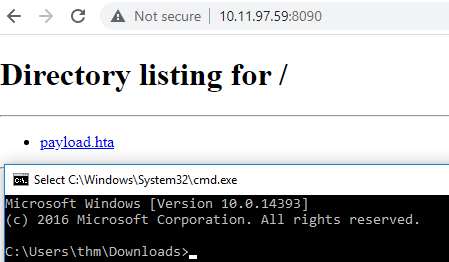 Not secure | 10.11.97.59:8090
Directory listing for /
payload.hta
Select C:\Windows\System32\cmd.exe
Microsoft Windows [Version 10.0.14393]
(c) 2016 Microsoft Corporation. All rights reserved.
C:\Users\thm\Downloads>